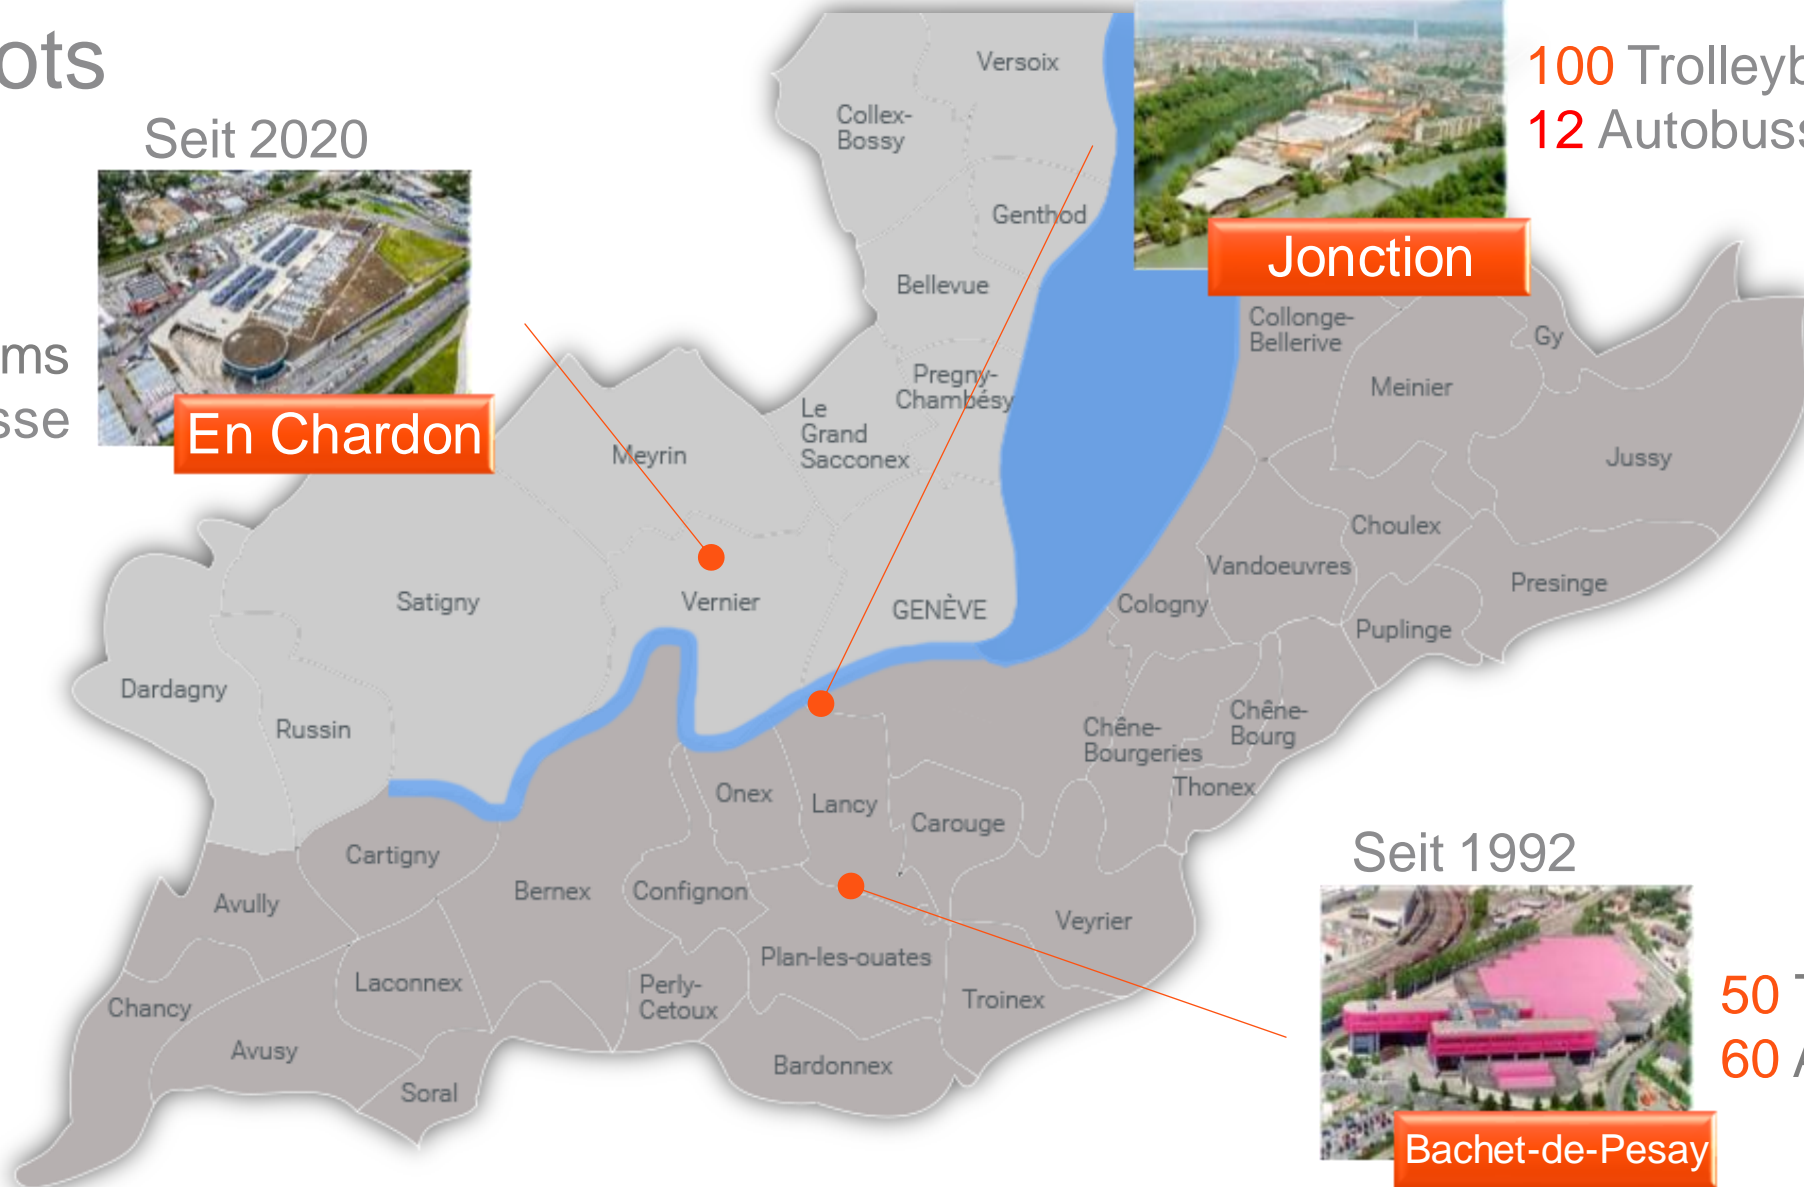 ots
Seit 2020
ms
sse
En Chardon
100 Trolleyb
12 Autobuss
Jonction
Versoix
Collex-
Bossy
Genthod
Bellevue
Collonge-
Bellerive
Gy
Meinier
Pregny-
Chambésy
Le
Grand
Sacconex
Meyrin
Jussy
Choulex
Vandoeuvres
Presinge
Satigny
Vernier
GENÈVE
Cologny
Puplinge
Dardagny
Russin
Chêne-
Bourgeries
Chêne-
Bourg
Thonex
Onex
Lancy
Carouge
Cartigny
Avully
Bernex
Confignon
Veyrier
Plan-les-ouates
Laconnex
Perly-
Cetoux
Troinex
Chancy
Avusy
Bardonnex
Soral
Seit 1992
50 T
60 A
Bachet-de-Pesay